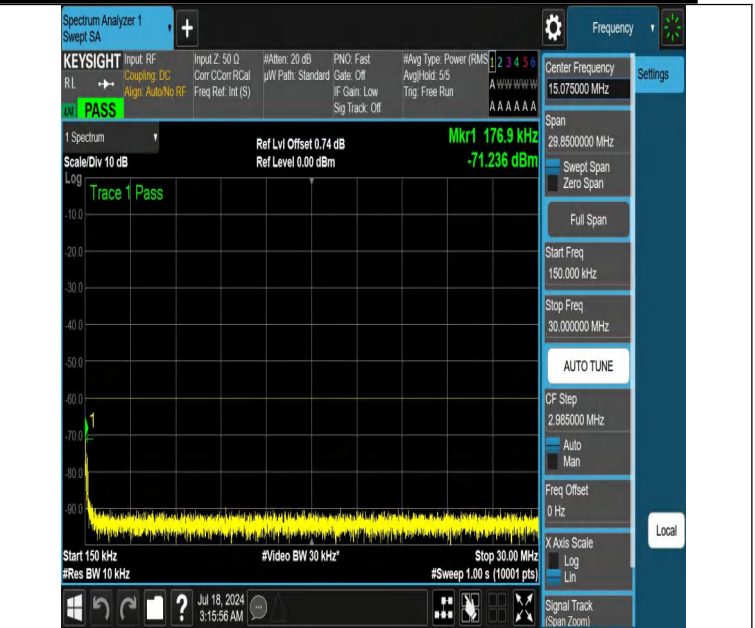 Spectrum Analyzer 1
Swept SA
+
Frequency
KEYSIGHT
RL
PASS
Input: RF
Coupling: DC
Align: Auto/No RF
Input Z: 50 Ω
Corr CCorr RCal
Freq Ref: Int (S)
#Atten: 20 dB
µW Path: Standard
PNO: Fast
Gate: Off
IF Gain: Low
Sig Track: Off
#Avg Type: Power (RMS
Avg|Hold: 5/5
Trig: Free Run
1 2 3 4 5 6
A W W W W W
A A A A A A
1 Spectrum
Scale/Div 10 dB
Log
Ref Lvl Offset 0.74 dB
Ref Level 0.00 dBm
Mkr1 176.9 kHz
-71.236 dBm
Trace 1 Pass
-10.0
-20.0
-30.0
-40.0
-50.0
-60.0
1
-70.0
-80.0
-90.0
Start 150 kHz
#Res BW 10 kHz
#Video BW 30 kHz*
Stop 30.00 MHz
#Sweep 1.00 s (10001 pts)
?
Jul 18, 2024
3:15:56 AM
Center Frequency
15.075000 MHz
Settings
Span
29.8500000 MHz
Swept Span
Zero Span
Full Span
Start Freq
150.000 kHz
Stop Freq
30.000000 MHz
AUTO TUNE
CF Step
2.985000 MHz
Auto
Man
Freq Offset
0 Hz
X Axis Scale
Log
Lin
Local
Signal Track
(Span Zoom)